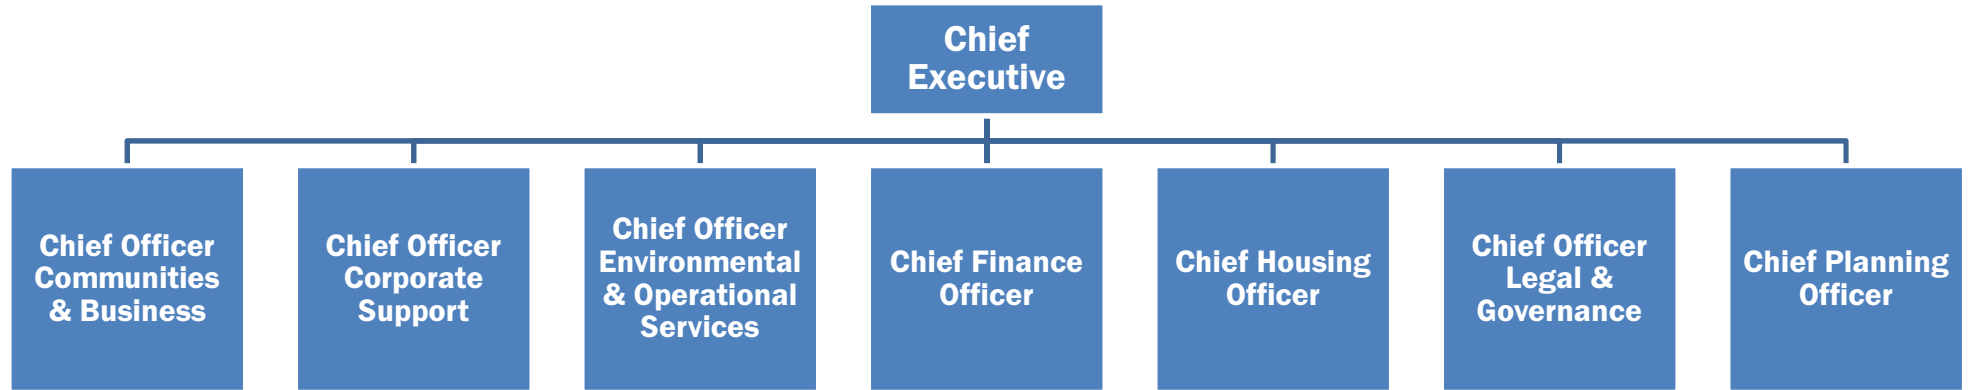 Chief
Executive
Chief Officer
Communities
& Business
Chief Officer
Corporate
Support
Chief Officer
Environmental
& Operational
Services
Chief Finance
Officer
Chief Housing
Officer
Chief Officer
Legal &
Governance
Chief Planning
Officer